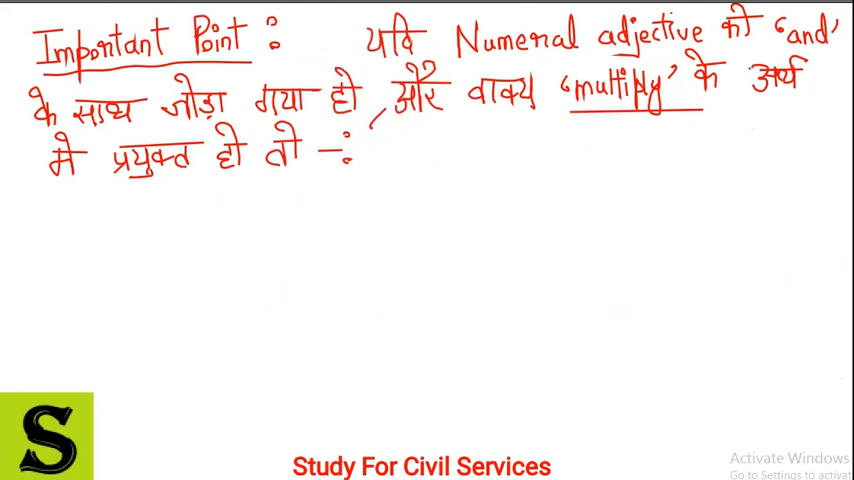 Important Point : यदि Numeral adjective को 'and'
के साथ जोड़ा गया हो, और वाक्य 'multiply' के अर्थ
मे प्रयुक्त हो तो -:
S
Study For Civil Services
Activate Windows
Go to Settings to activat